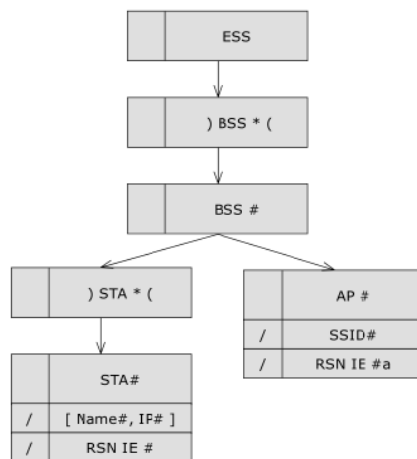 ESS
) BSS * (
BSS #
) STA * (
AP #
/ SSID#
/ RSN IE #a
STA#
/ [ Name#, IP# ]
/ RSN IE #